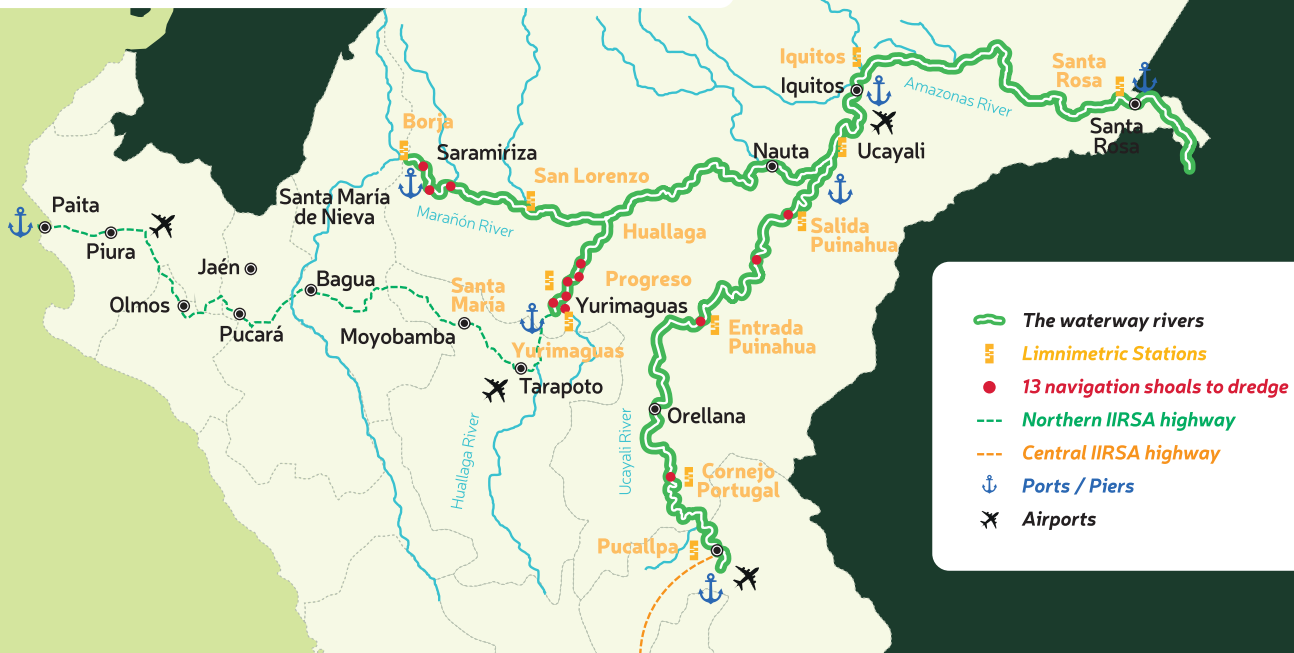 Iquitos
Iquitos
Amazonas River
Santa
Rosa
Santa
Rosa
Borja
Saramiriza
San Lorenzo
Nauta
Ucayali
Santa María
de Nieva
Marañón River
Paita
Piura
Salida
Puinahua
Huallaga
Jaén
Bagua
Santa
María
Progreso
Olmos
Pucará
Moyobamba
Yurimaguas
Yurimaguas
Entrada
Puinahua
Tarapoto
Orellana
Huallaga River
Ucayali River
Cornejo
Portugal
Pucallpa
The waterway rivers
Limnimetric Stations
13 navigation shoals to dredge
Northern IIRSA highway
Central IIRSA highway
Ports / Piers
Airports